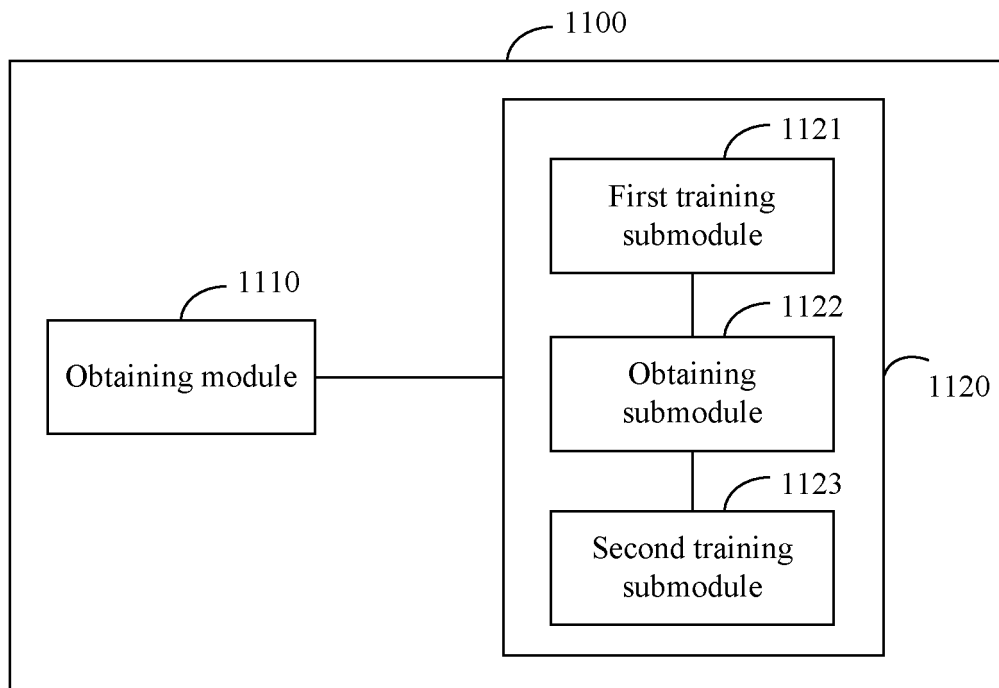 1100
1121
First training
submodule
1110
Obtaining module
1122
Obtaining
submodule
1120
1123
Second training
submodule